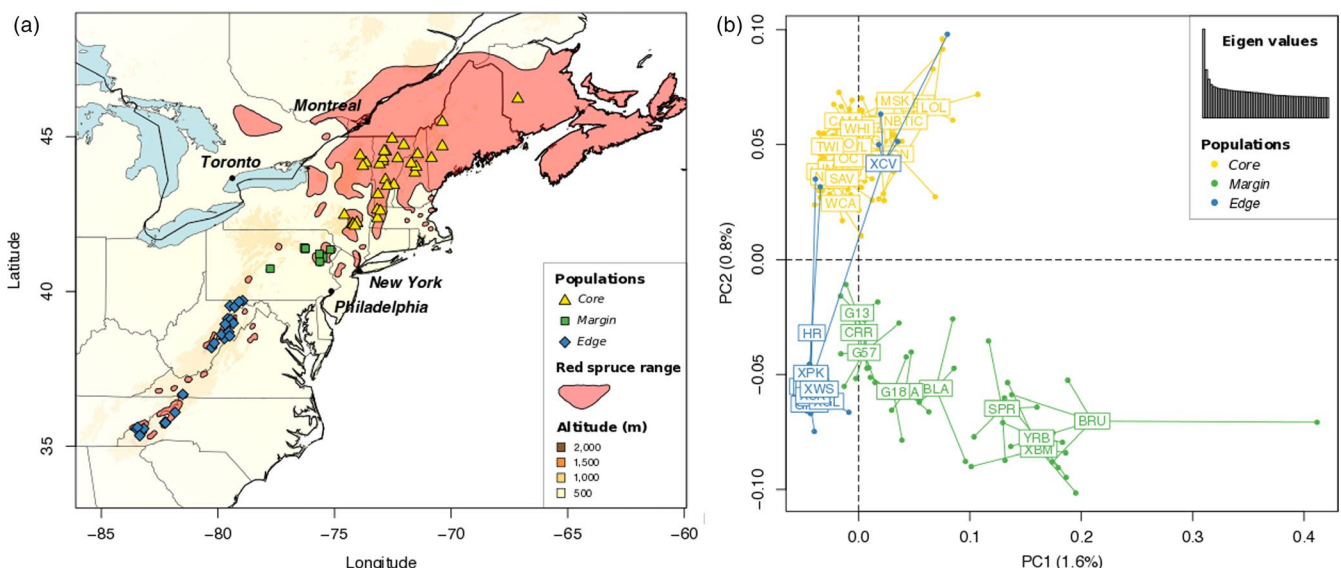 (a)
Montreal
Toronto
New York
Philadelphia
Populations
Core
Margin
Edge
Red spruce range
Altitude (m)
2,000
1,500
1,000
500
45
40
35
Latitude
−85
−80
−75
−70
−65
−60
Longitude
(b)
0.10
0.05
0.00
−0.05
−0.10
PC2 (0.8%)
Eigen values
Populations
Core
Margin
Edge
MSK
LOL
WHI
TWI
SAV
WCA
XCV
HR
XPK
XWS
G13
CRR
G57
G18
BLA
SPR
BRU
YRB
XBM
0.0
0.1
0.2
0.3
0.4
PC1 (1.6%)